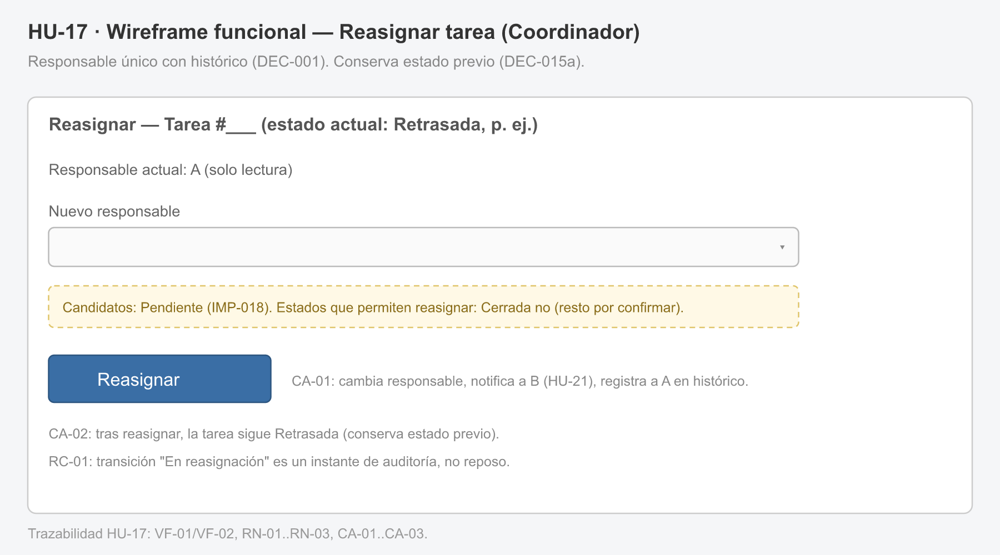 HU-17 · Wireframe funcional — Reasignar tarea (Coordinador)
Responsable único con histórico (DEC-001). Conserva estado previo (DEC-015a).
Reasignar — Tarea #___ (estado actual: Retrasada, p. ej.)
Responsable actual: A (solo lectura)
Nuevo responsable
▾
Candidatos: Pendiente (IMP-018). Estados que permiten reasignar: Cerrada no (resto por confirmar).
Reasignar
CA-01: cambia responsable, notifica a B (HU-21), registra a A en histórico.
CA-02: tras reasignar, la tarea sigue Retrasada (conserva estado previo).
RC-01: transición "En reasignación" es un instante de auditoría, no reposo.
Trazabilidad HU-17: VF-01/VF-02, RN-01..RN-03, CA-01..CA-03.